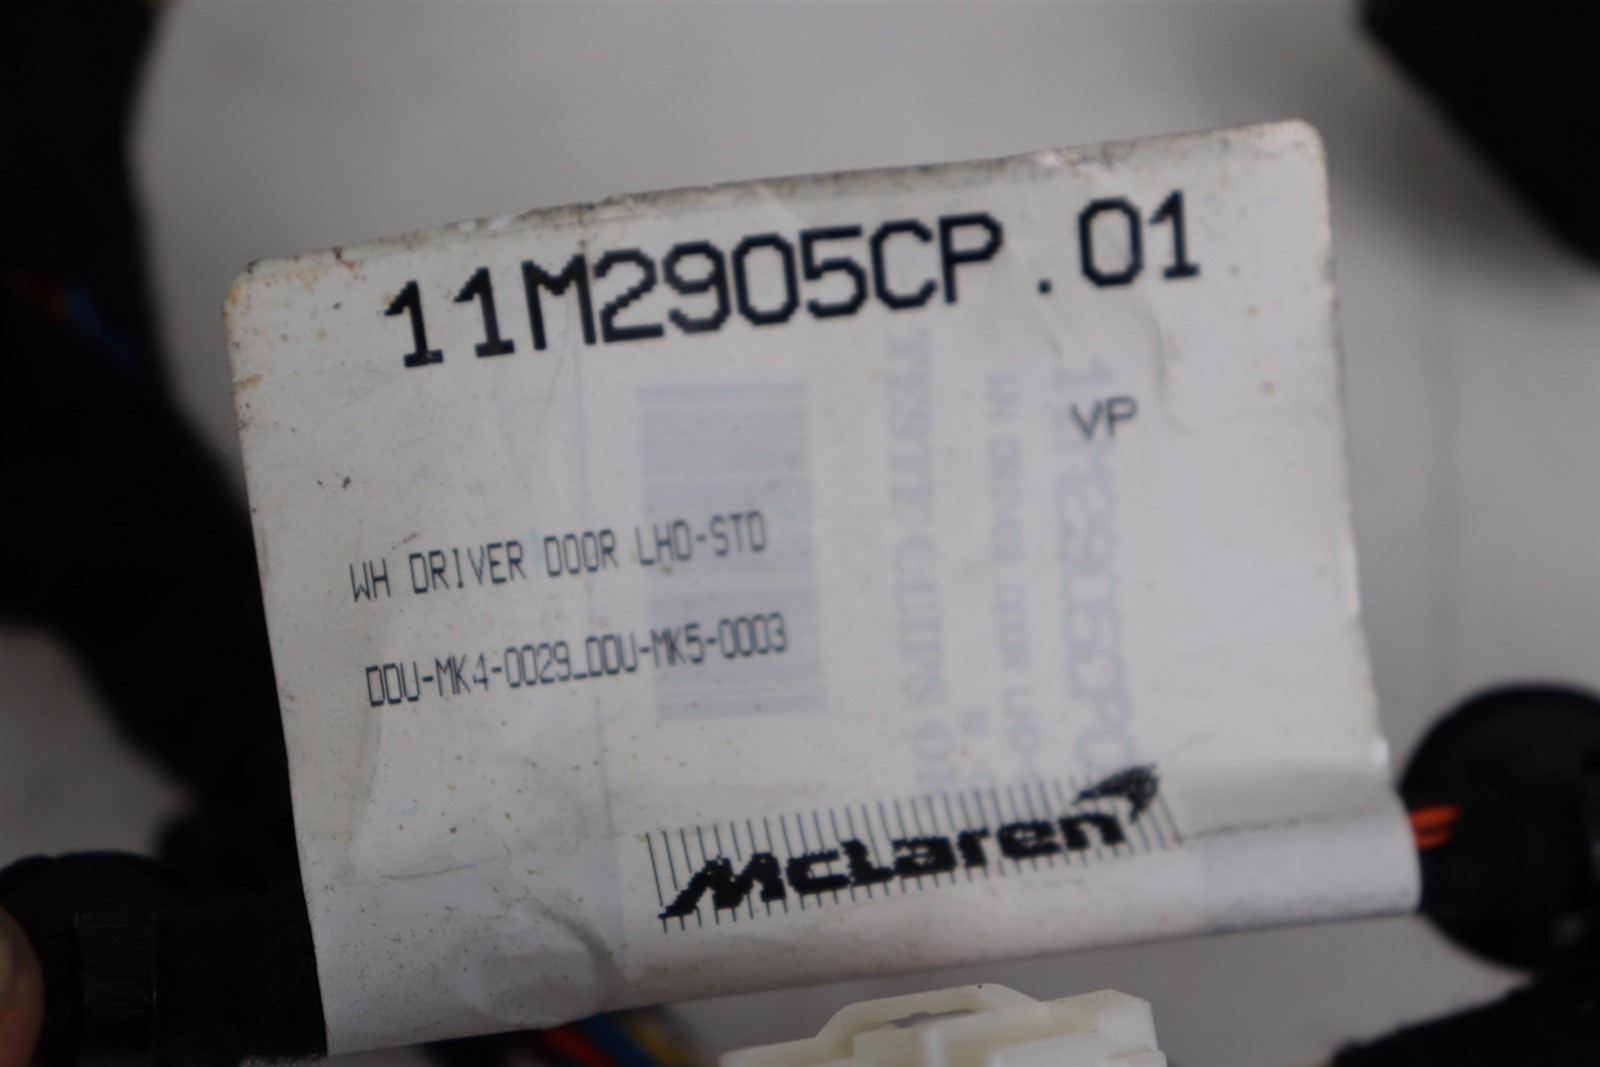 11M2905CP.01
VP
WH DRIVER DOOR LHD-STD
DDU-MK4-0029_DDU-MK5-0003
McLaren